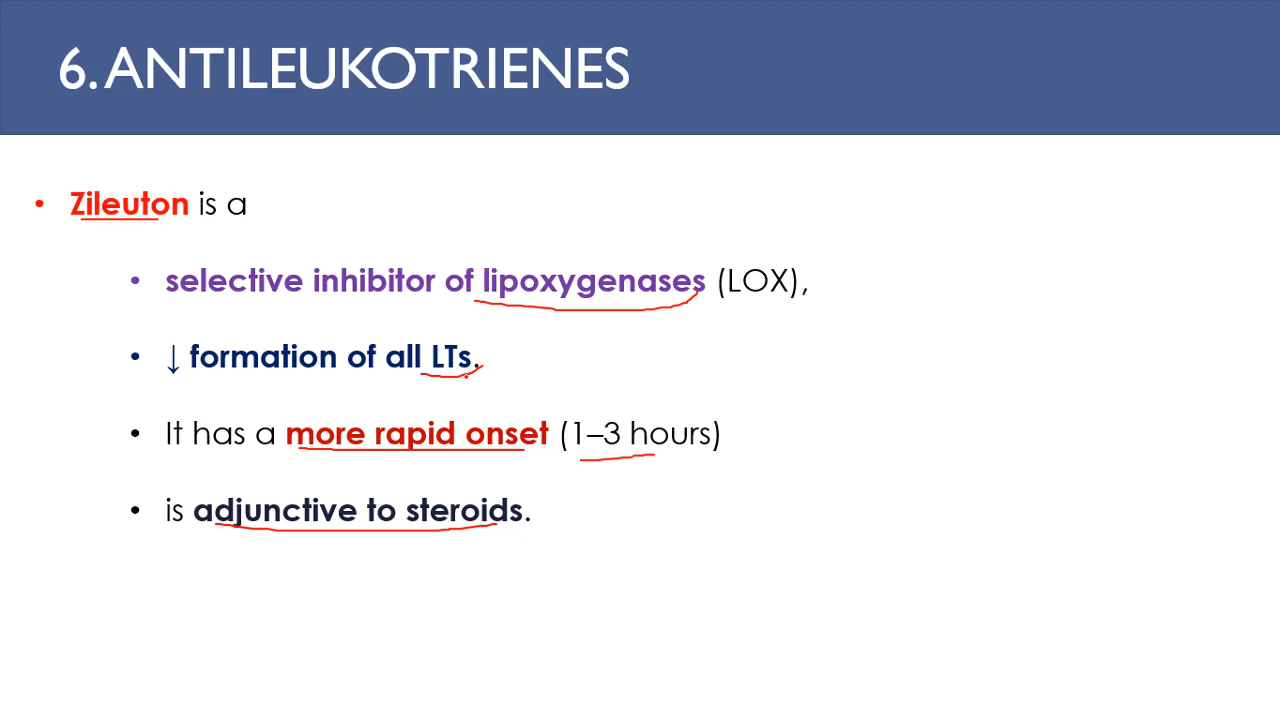 6. ANTILEUKOTRIENES
• Zileuton is a
• selective inhibitor of lipoxygenases (LOX),
• ↓ formation of all LTs.
• It has a more rapid onset (1–3 hours)
• is adjunctive to steroids.